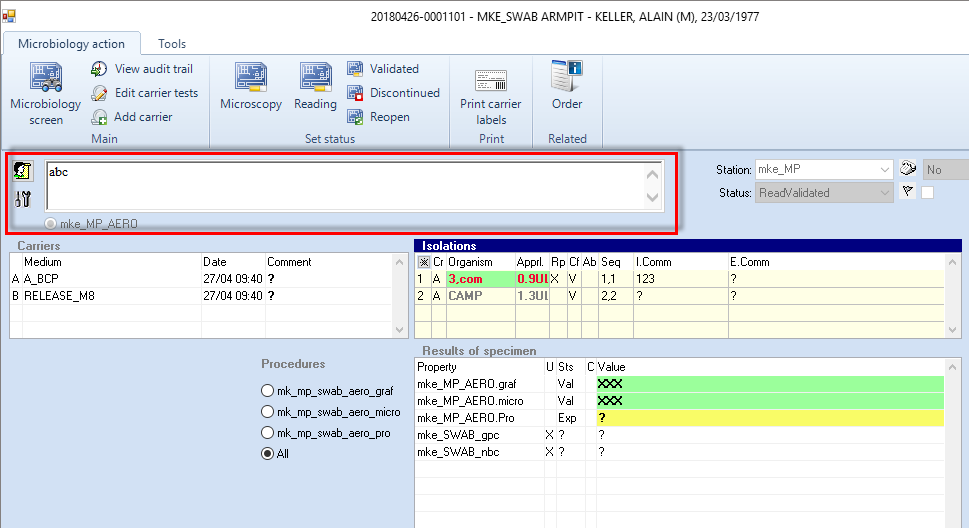 20180426-0001101 - MKE_SWAB ARMPIT - KELLER, ALAIN (M), 23/03/1977
Microbiology action Tools
View audit trail
Edit carrier tests
Add carrier
Microbiology screen
Main
Microscopy Reading
Validated
Discontinued
Reopen
Set status
Print carrier labels
Print
Order
Related
abc
mke_MP_AERO
Station: mke_MP No
Status: ReadValidated
Carriers
Medium Date Comment
A A_BCP 27/04 09:40 ?
B RELEASE_M8 27/04 09:40 ?
Isolations
Cr Organism Apprl. Rp Cf Ab Seq I.Comm E.Comm
1 A 3,com 0.9Ul X V 1,1 123 ?
2 A CAMP 1.3Ul V 2,2 ? ?
Procedures
mk_mp_swab_aero_graf
mk_mp_swab_aero_micro
mk_mp_swab_aero_pro
All
Results of specimen
Property U Sts C Value
mke_MP_AERO.graf Val XXX
mke_MP_AERO.micro Val XXX
mke_MP_AERO.Pro Exp ?
mke_SWAB_gpc X ? ?
mke_SWAB_nbc X ? ?